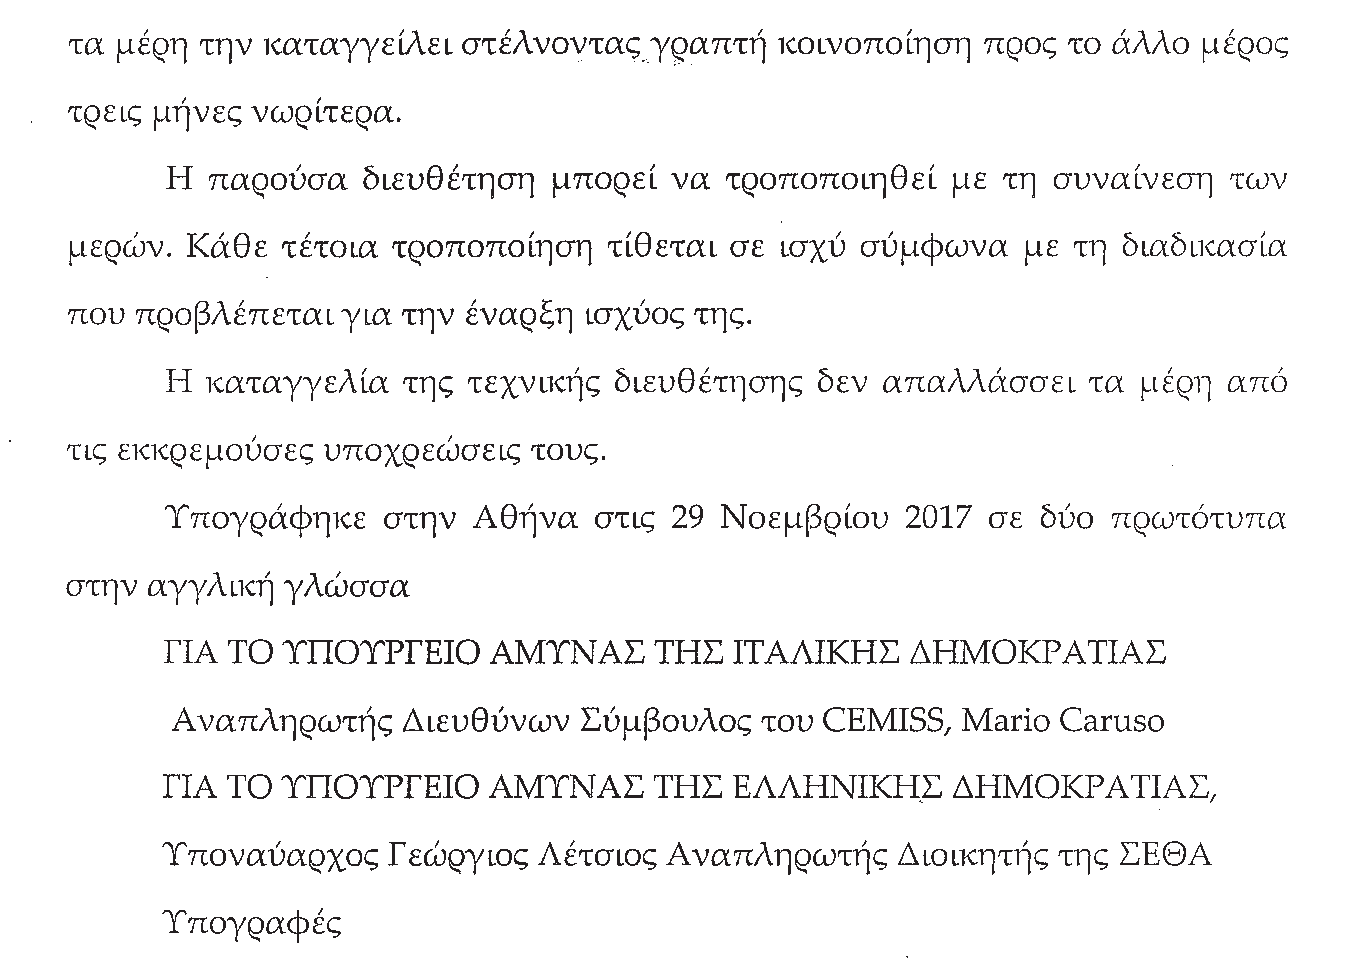 τα μέρη την καταγγείλει στέλνοντας γραπτή κοινοποίηση προς το άλλο μέρος
τρεις μήνες νωρίτερα.
Η παρούσα διευθέτηση μπορεί να τροποποιηθεί με τη συναίνεση των
μερών. Κάθε τέτοια τροποποίηση τίθεται σε ισχύ σύμφωνα με τη διαδικασία
που προβλέπεται για την έναρξη ισχύος της.
Η καταγγελία της τεχνικής διευθέτησης δεν απαλλάσσει τα μέρη από
τις εκκρεμούσες υποχρεώσεις τους.
Υπογράφηκε στην Αθήνα στις 29 Νοεμβρίου 2017 σε δύο πρωτότυπα
στην αγγλική γλώσσα
ΓΙΑ ΤΟ ΥΠΟΥΡΓΕΙΟ ΑΜΥΝΑΣ ΤΗΣ ΙΤΑΛΙΚΗΣ ΔΗΜΟΚΡΑΤΙΑΣ
Αναπληρωτής Διευθύνων Σύμβουλος του CEMISS, Mario Caruso
ΓΙΑ ΤΟ ΥΠΟΥΡΓΕΙΟ ΑΜΥΝΑΣ ΤΗΣ ΕΛΛΗΝΙΚΗΣ ΔΗΜΟΚΡΑΤΙΑΣ,
Υποναύαρχος Γεώργιος Λέτσιος Αναπληρωτής Διοικητής της ΣΕΘΑ
Υπογραφές